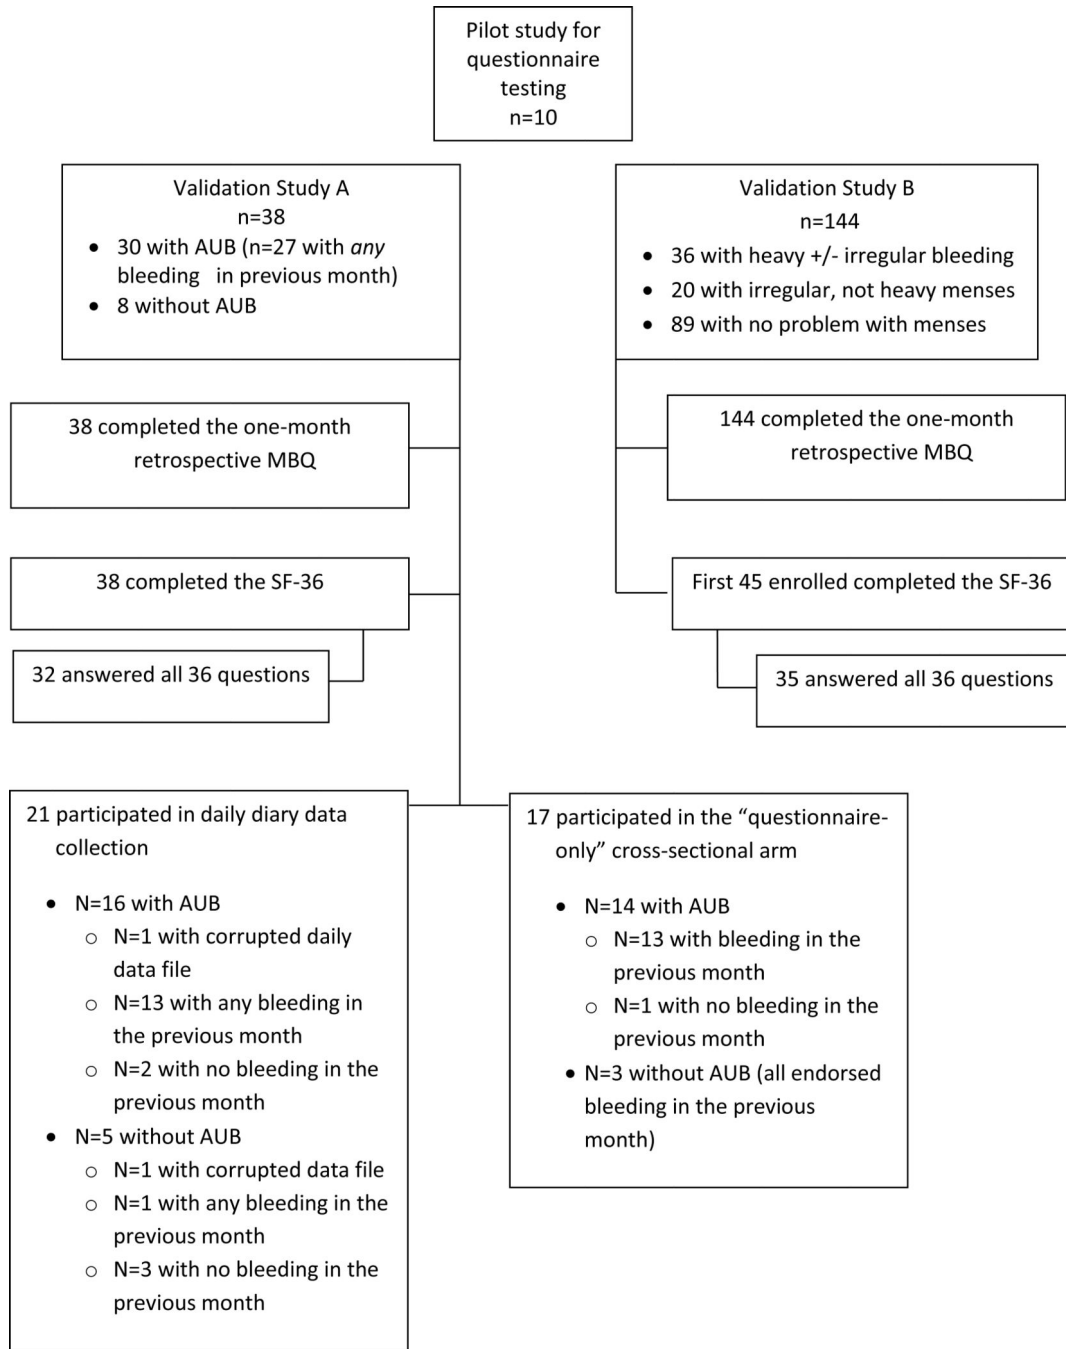 Pilot study for
questionnaire
testing
n=10
Validation Study A
n=38
• 30 with AUB (n=27 with any
bleeding in previous month)
• 8 without AUB
Validation Study B
n=144
• 36 with heavy +/- irregular bleeding
• 20 with irregular, not heavy menses
• 89 with no problem with menses
38 completed the one-month
retrospective MBQ
144 completed the one-month
retrospective MBQ
38 completed the SF-36
First 45 enrolled completed the SF-36
32 answered all 36 questions
35 answered all 36 questions
21 participated in daily diary data
collection
• N=16 with AUB
○ N=1 with corrupted daily
data file
○ N=13 with any bleeding in
the previous month
○ N=2 with no bleeding in the
previous month
• N=5 without AUB
○ N=1 with corrupted data file
○ N=1 with any bleeding in the
previous month
○ N=3 with no bleeding in the
previous month
17 participated in the “questionnaire-
only” cross-sectional arm
• N=14 with AUB
○ N=13 with bleeding in the
previous month
○ N=1 with no bleeding in the
previous month
• N=3 without AUB (all endorsed
bleeding in the previous
month)